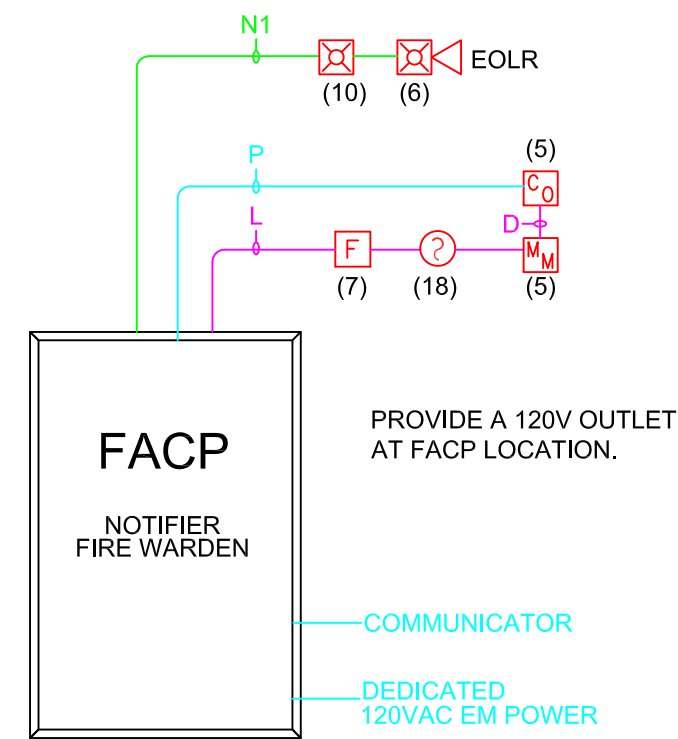 N1
EOLR
(10)
(6)
P
(5)
CO
L
D
F
MM
(7)
(18)
(5)
FACP
NOTIFIER
FIRE WARDEN
PROVIDE A 120V OUTLET
AT FACP LOCATION.
COMMUNICATOR
DEDICATED
120VAC EM POWER